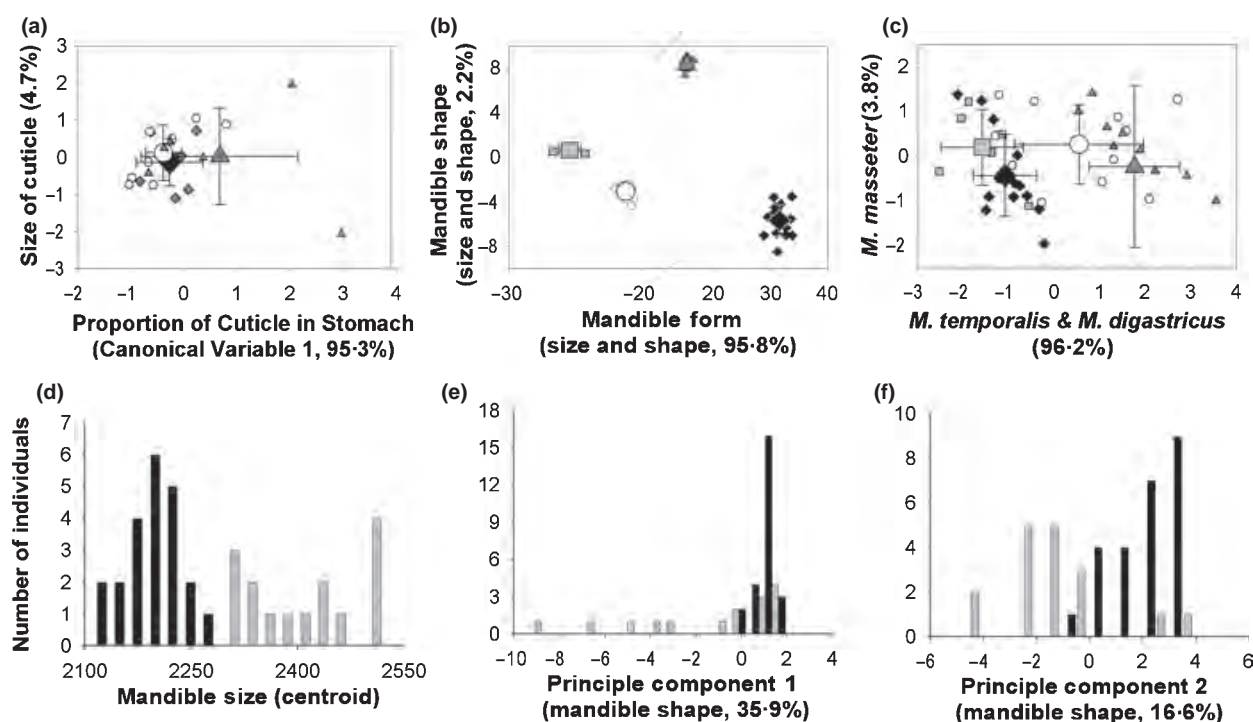 (a)
Size of cuticle (4.7%)
3
2
1
0
−1
−2
−3
−2 −1 0 1 2 3 4
Proportion of Cuticle in Stomach
(Canonical Variable 1, 95·3%)
(b)
Mandible shape
(size and shape, 2.2%)
8
4
0
−4
−8
−30 −20 20 30 40
Mandible form
(size and shape, 95·8%)
(c)
M. masseter (3.8%)
2
1
0
−1
−2
−3 −2 −1 0 1 2 3 4
M. temporalis & M. digastricus
(96·2%)
(d)
Number of individuals
7
6
5
4
3
2
1
0
2100 2250 2400 2550
Mandible size (centroid)
(e)
18
15
12
9
6
3
0
−10 −8 −6 −4 −2 0 2 4
Principle component 1
(mandible shape, 35·9%)
(f)
10
8
6
4
2
0
−6 −4 −2 0 2 4 6
Principle component 2
(mandible shape, 16·6%)